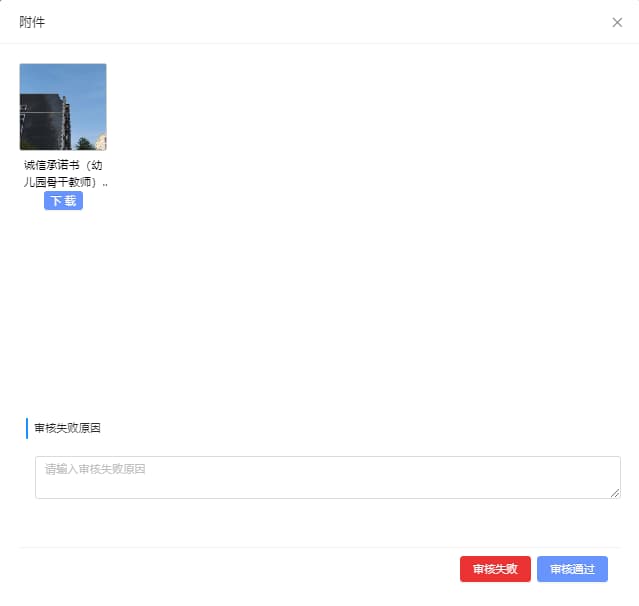 附件
诚信承诺书（幼
儿园骨干教师）..
下载
审核失败原因
请输入审核失败原因
审核失败 审核通过